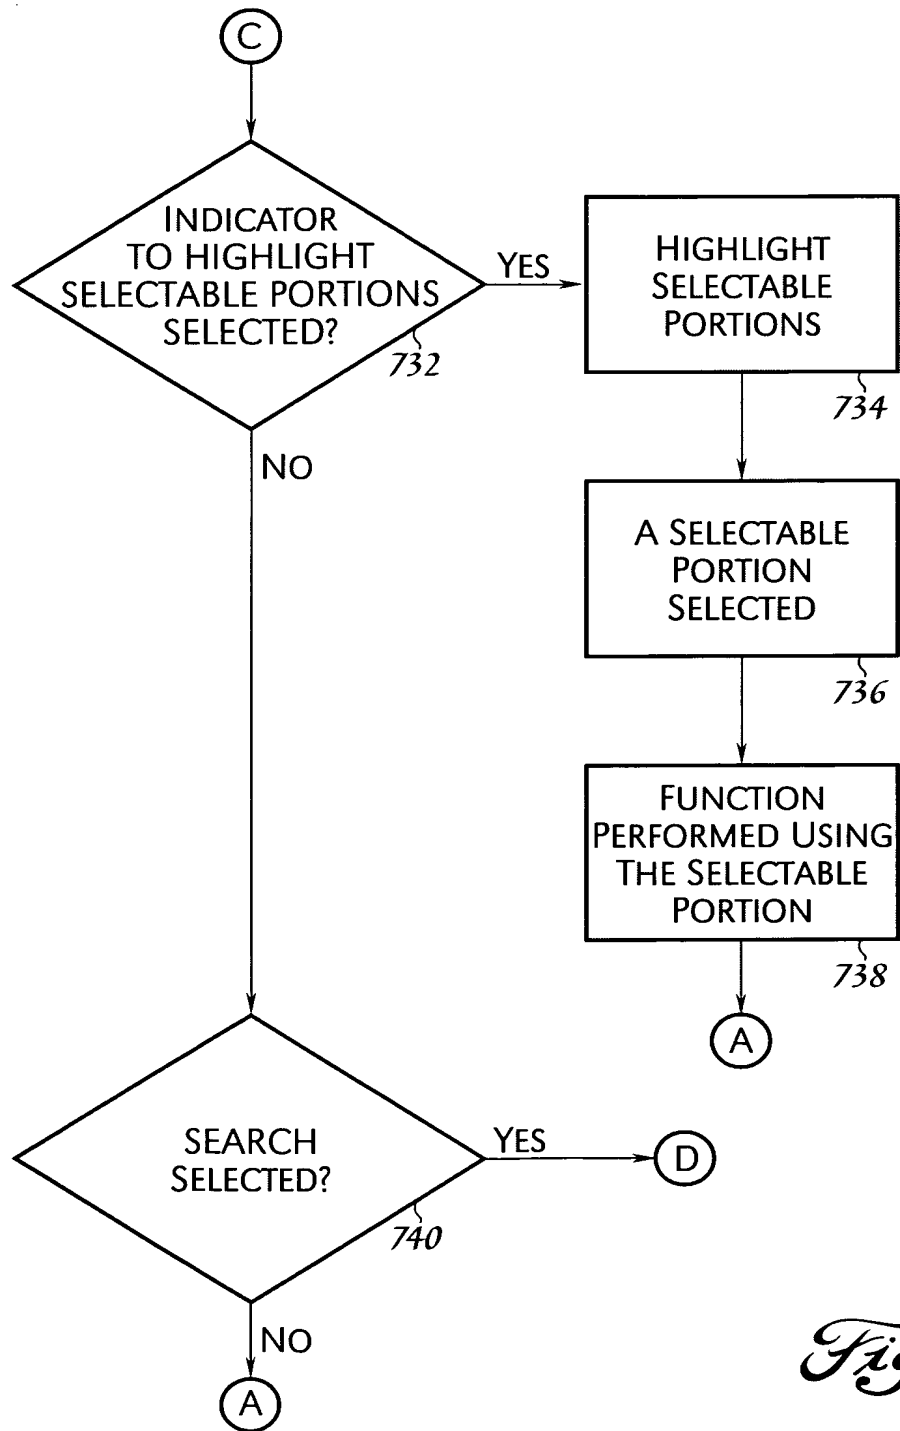 C
INDICATOR
TO HIGHLIGHT
SELECTABLE PORTIONS
SELECTED?
732
YES
HIGHLIGHT
SELECTABLE
PORTIONS
734
NO
A SELECTABLE
PORTION
SELECTED
736
FUNCTION
PERFORMED USING
THE SELECTABLE
PORTION
738
A
SEARCH
SELECTED?
740
YES
D
NO
A